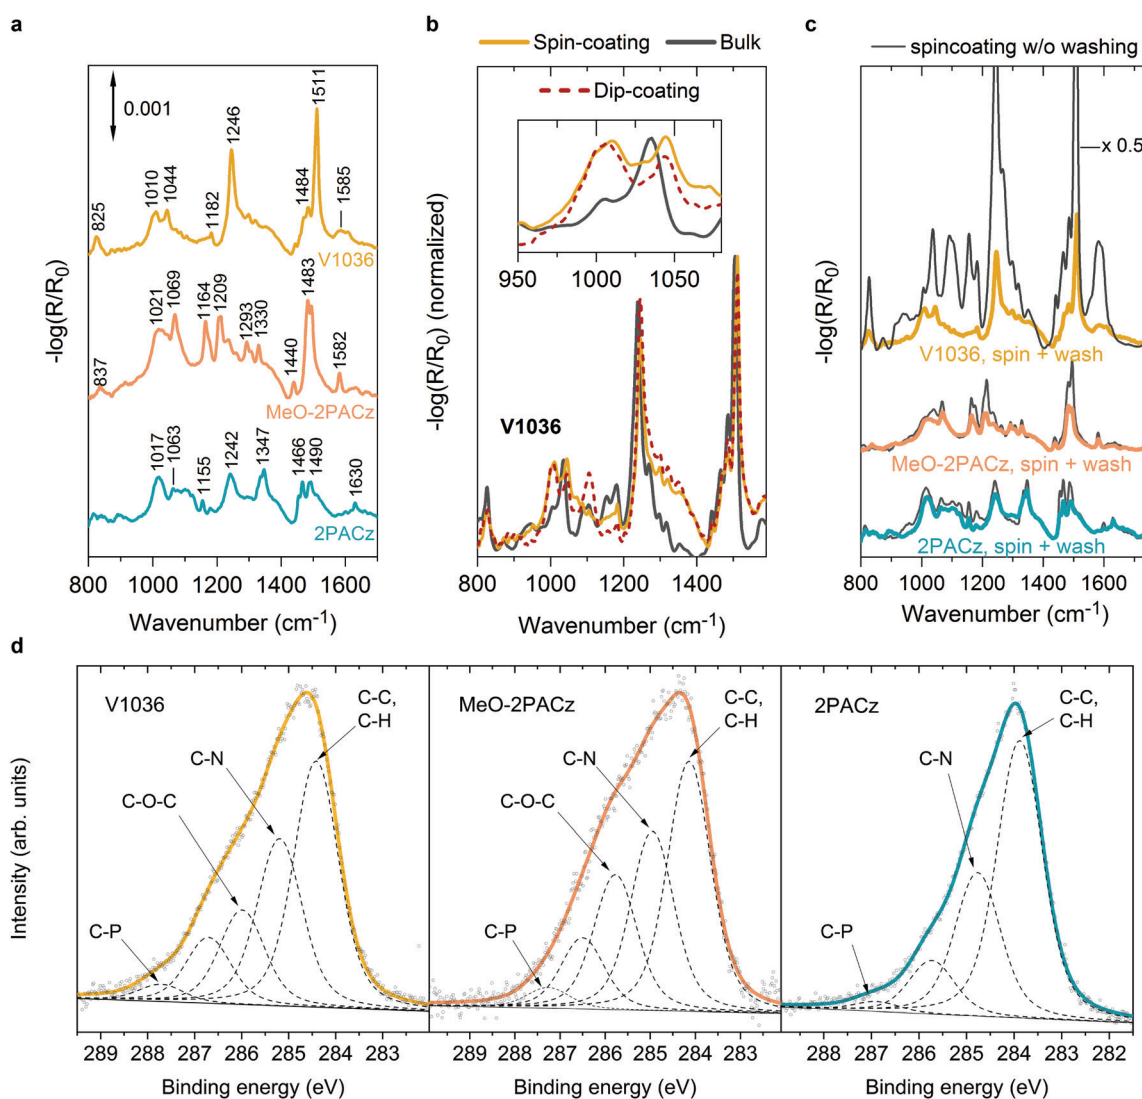 a
0.001
-log(R/R0)
825
1010
1044
1182
1246
1484
1511
1585
V1036
837
1021
1069
1164
1209
1293
1330
1440
1483
1582
MeO-2PACz
1017
1063
1155
1242
1347
1466
1490
1630
2PACz
800 1000 1200 1400 1600
Wavenumber (cm-1)
b
Spin-coating
Bulk
Dip-coating
-log(R/R0) (normalized)
950 1000 1050
V1036
800 1000 1200 1400
Wavenumber (cm-1)
c
spincoating w/o washing
x 0.5
-log(R/R0)
V1036, spin + wash
MeO-2PACz, spin + wash
2PACz, spin + wash
800 1000 1200 1400 1600
Wavenumber (cm-1)
d
Intensity (arb. units)
V1036
C-C,
C-H
C-N
C-O-C
C-P
289 288 287 286 285 284 283
Binding energy (eV)
MeO-2PACz
C-C,
C-H
C-N
C-O-C
C-P
289 288 287 286 285 284 283
Binding energy (eV)
2PACz
C-C,
C-H
C-N
C-P
288 287 286 285 284 283 282
Binding energy (eV)